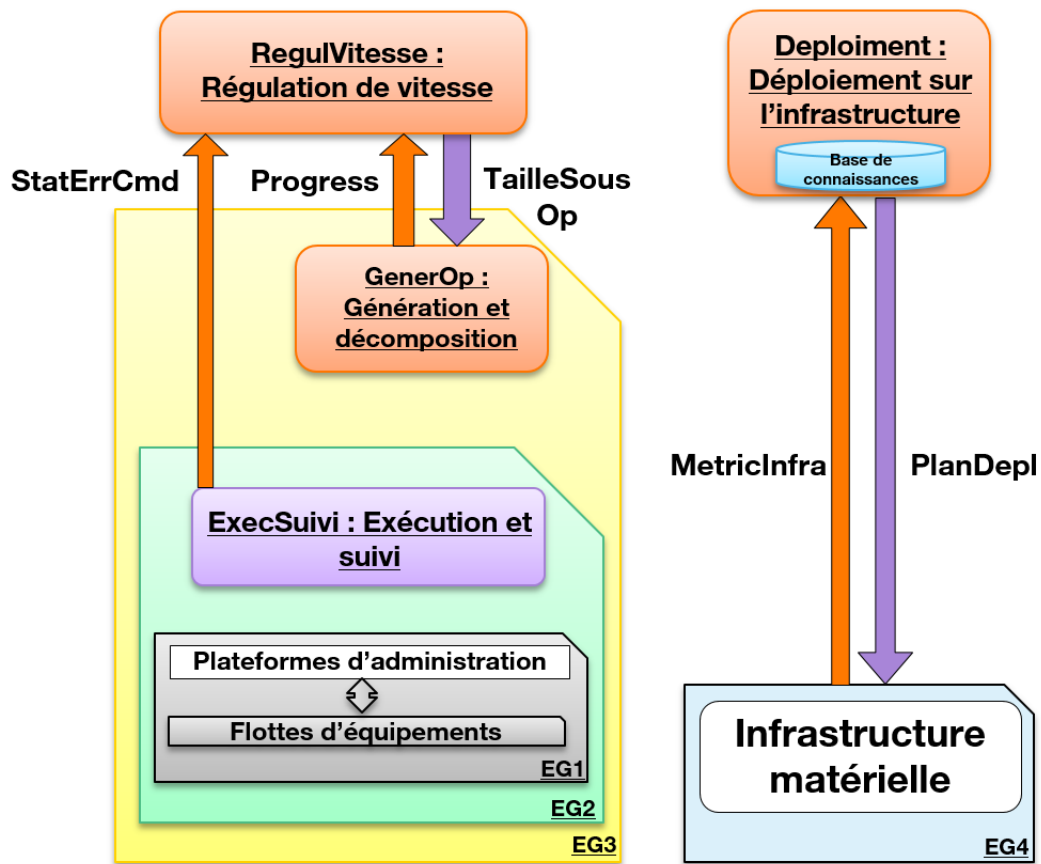 RegulVitesse :
Régulation de vitesse
StatErrCmd
Progress
TailleSous
Op
GenerOp :
Génération et
décomposition
ExecSuivi : Exécution et
suivi
Plateformes d'administration
Flottes d'équipements
EG1
EG2
EG3
Deploiment :
Déploiement sur
l'infrastructure
Base de
connaissances
MetricInfra
PlanDepl
Infrastructure
matérielle
EG4